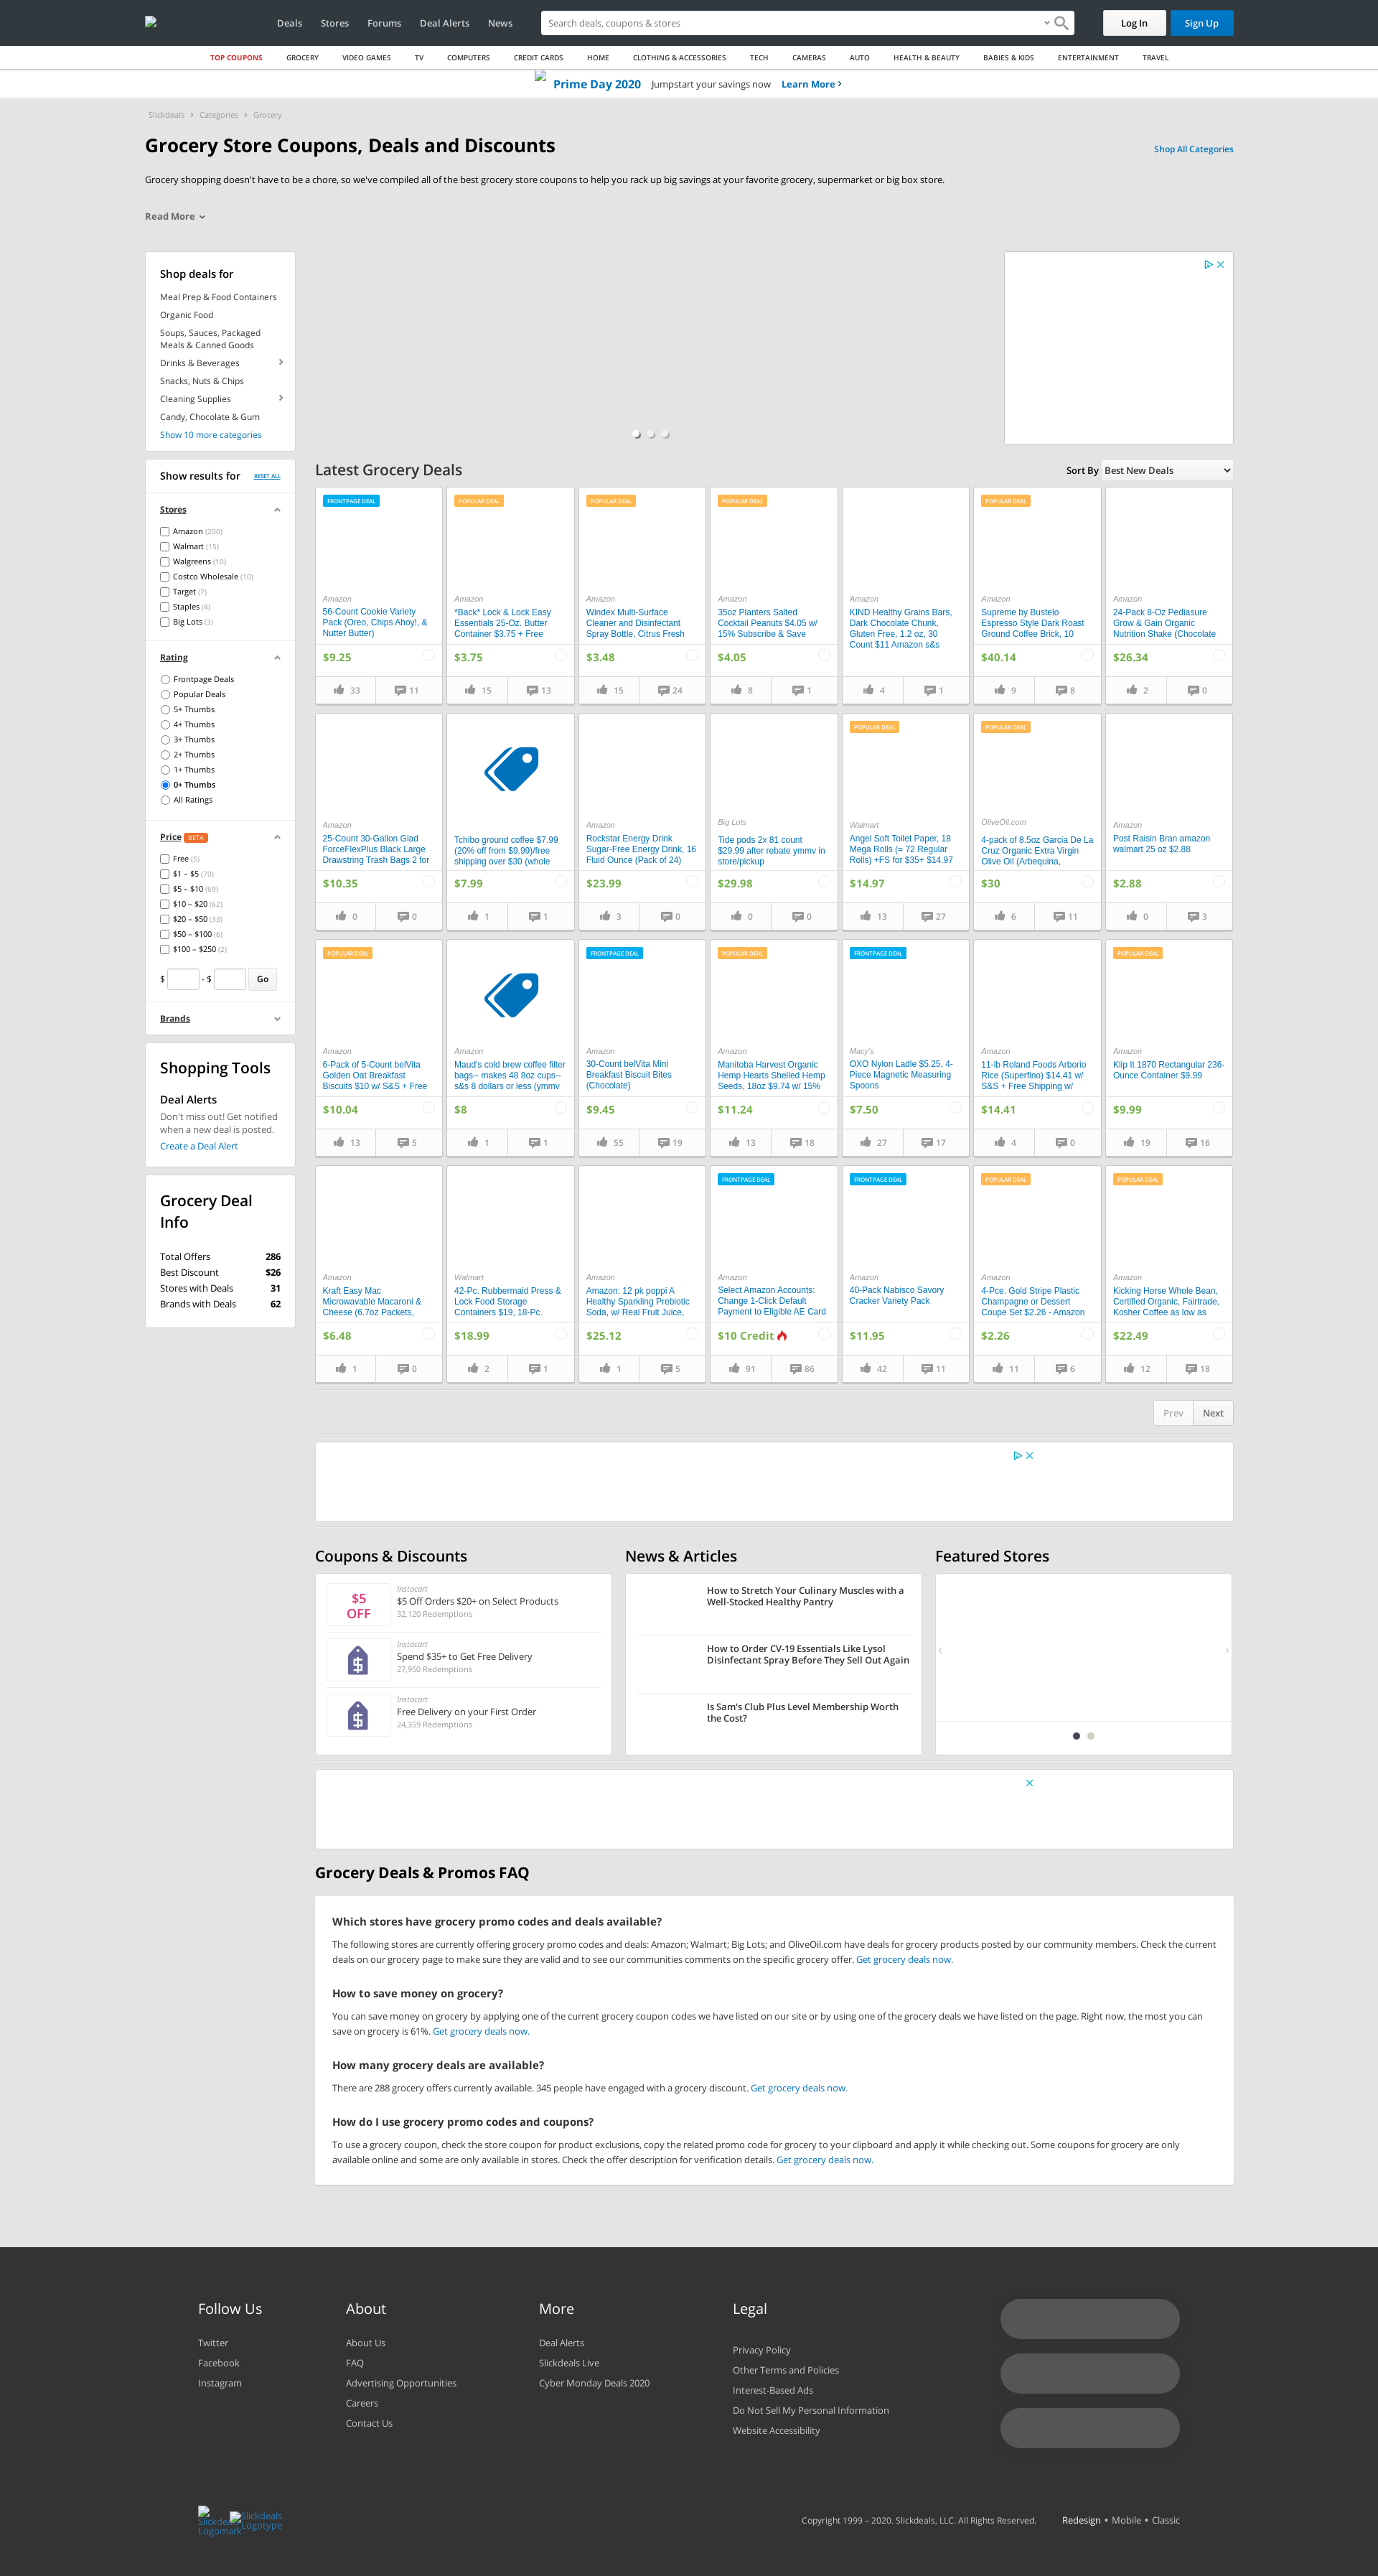 Deals Stores Forums Deal Alerts News Search deals, coupons & stores Log In Sign Up
TOP COUPONS GROCERY VIDEO GAMES TV COMPUTERS CREDIT CARDS HOME CLOTHING & ACCESSORIES TECH CAMERAS AUTO HEALTH & BEAUTY BABIES & KIDS ENTERTAINMENT TRAVEL
Prime Day 2020 Jumpstart your savings now Learn More
Slickdeals Categories Grocery
Grocery Store Coupons, Deals and Discounts
Shop All Categories
Grocery shopping doesn't have to be a chore, so we've compiled all of the best grocery store coupons to help you rack up big savings at your favorite grocery, supermarket or big box store.
Read More
Shop deals for
Meal Prep & Food Containers
Organic Food
Soups, Sauces, Packaged
Meals & Canned Goods
Drinks & Beverages
Snacks, Nuts & Chips
Cleaning Supplies
Candy, Chocolate & Gum
Show 10 more categories
Show results for RESET ALL
Stores
Amazon (200)
Walmart (15)
Walgreens (10)
Costco Wholesale (10)
Target (7)
Staples (4)
Big Lots (3)
Rating
Frontpage Deals
Popular Deals
5+ Thumbs
4+ Thumbs
3+ Thumbs
2+ Thumbs
1+ Thumbs
0+ Thumbs
All Ratings
Price BETA
Free (5)
$1 – $5 (70)
$5 – $10 (69)
$10 – $20 (62)
$20 – $50 (33)
$50 – $100 (6)
$100 – $250 (2)
$ - $ Go
Brands
Shopping Tools
Deal Alerts
Don't miss out! Get notified
when a new deal is posted.
Create a Deal Alert
Grocery Deal
Info
Total Offers 286
Best Discount $26
Stores with Deals 31
Brands with Deals 62
Latest Grocery Deals
Sort By Best New Deals
FRONTPAGE DEAL
Amazon
56-Count Cookie Variety
Pack (Oreo, Chips Ahoy!, &
Nutter Butter)
$9.25
33 11
POPULAR DEAL
Amazon
*Back* Lock & Lock Easy
Essentials 25-Oz. Butter
Container $3.75 + Free
$3.75
15 13
POPULAR DEAL
Amazon
Windex Multi-Surface
Cleaner and Disinfectant
Spray Bottle, Citrus Fresh
$3.48
15 24
POPULAR DEAL
Amazon
35oz Planters Salted
Cocktail Peanuts $4.05 w/
15% Subscribe & Save
$4.05
8 1
Amazon
KIND Healthy Grains Bars,
Dark Chocolate Chunk,
Gluten Free, 1.2 oz, 30
Count $11 Amazon s&s
4 1
POPULAR DEAL
Amazon
Supreme by Bustelo
Espresso Style Dark Roast
Ground Coffee Brick, 10
$40.14
9 8
Amazon
24-Pack 8-Oz Pediasure
Grow & Gain Organic
Nutrition Shake (Chocolate
$26.34
2 0
Amazon
25-Count 30-Gallon Glad
ForceFlexPlus Black Large
Drawstring Trash Bags 2 for
$10.35
0 0
Tchibo ground coffee $7.99
(20% off from $9.99)/free
shipping over $30 (whole
$7.99
1 1
Amazon
Rockstar Energy Drink
Sugar-Free Energy Drink, 16
Fluid Ounce (Pack of 24)
$23.99
3 0
Big Lots
Tide pods 2x 81 count
$29.99 after rebate ymmv in
store/pickup
$29.98
0 0
POPULAR DEAL
Walmart
Angel Soft Toilet Paper, 18
Mega Rolls (= 72 Regular
Rolls) +FS for $35+ $14.97
$14.97
13 27
POPULAR DEAL
OliveOil.com
4-pack of 8.5oz Garcia De La
Cruz Organic Extra Virgin
Olive Oil (Arbequina,
$30
6 11
Amazon
Post Raisin Bran amazon
walmart 25 oz $2.88
$2.88
0 3
POPULAR DEAL
Amazon
6-Pack of 5-Count belVita
Golden Oat Breakfast
Biscuits $10 w/ S&S + Free
$10.04
13 5
Amazon
Maud's cold brew coffee filter
bags-- makes 48 8oz cups--
s&s 8 dollars or less (ymmv
$8
1 1
FRONTPAGE DEAL
Amazon
30-Count belVita Mini
Breakfast Biscuit Bites
(Chocolate)
$9.45
55 19
POPULAR DEAL
Amazon
Manitoba Harvest Organic
Hemp Hearts Shelled Hemp
Seeds, 18oz $9.74 w/ 15%
$11.24
13 18
FRONTPAGE DEAL
Macy's
OXO Nylon Ladle $5.25, 4-
Piece Magnetic Measuring
Spoons
$7.50
27 17
Amazon
11-lb Roland Foods Arborio
Rice (Superfino) $14.41 w/
S&S + Free Shipping w/
$14.41
4 0
POPULAR DEAL
Amazon
Klip It 1870 Rectangular 236-
Ounce Container $9.99
$9.99
19 16
Amazon
Kraft Easy Mac
Microwavable Macaroni &
Cheese (6.7oz Packets,
$6.48
1 0
Walmart
42-Pc. Rubbermaid Press &
Lock Food Storage
Containers $19, 18-Pc.
$18.99
2 1
Amazon
Amazon: 12 pk poppi A
Healthy Sparkling Prebiotic
Soda, w/ Real Fruit Juice,
$25.12
1 5
FRONTPAGE DEAL
Amazon
Select Amazon Accounts:
Change 1-Click Default
Payment to Eligible AE Card
$10 Credit
91 86
FRONTPAGE DEAL
Amazon
40-Pack Nabisco Savory
Cracker Variety Pack
$11.95
42 11
POPULAR DEAL
Amazon
4-Pce. Gold Stripe Plastic
Champagne or Dessert
Coupe Set $2.26 - Amazon
$2.26
11 6
POPULAR DEAL
Amazon
Kicking Horse Whole Bean,
Certified Organic, Fairtrade,
Kosher Coffee as low as
$22.49
12 18
Prev Next
Coupons & Discounts
$5
OFF
Instacart
$5 Off Orders $20+ on Select Products
32,120 Redemptions
Instacart
Spend $35+ to Get Free Delivery
27,950 Redemptions
Instacart
Free Delivery on your First Order
24,359 Redemptions
News & Articles
How to Stretch Your Culinary Muscles with a
Well-Stocked Healthy Pantry
How to Order CV-19 Essentials Like Lysol
Disinfectant Spray Before They Sell Out Again
Is Sam's Club Plus Level Membership Worth
the Cost?
Featured Stores
Grocery Deals & Promos FAQ
Which stores have grocery promo codes and deals available?
The following stores are currently offering grocery promo codes and deals: Amazon; Walmart; Big Lots; and OliveOil.com have deals for grocery products posted by our community members. Check the current
deals on our grocery page to make sure they are valid and to see our communities comments on the specific grocery offer. Get grocery deals now.
How to save money on grocery?
You can save money on grocery by applying one of the current grocery coupon codes we have listed on our site or by using one of the grocery deals we have listed on the page. Right now, the most you can
save on grocery is 61%. Get grocery deals now.
How many grocery deals are available?
There are 288 grocery offers currently available. 345 people have engaged with a grocery discount. Get grocery deals now.
How do I use grocery promo codes and coupons?
To use a grocery coupon, check the store coupon for product exclusions, copy the related promo code for grocery to your clipboard and apply it while checking out. Some coupons for grocery are only
available online and some are only available in stores. Check the offer description for verification details. Get grocery deals now.
Follow Us
Twitter
Facebook
Instagram
About
About Us
FAQ
Advertising Opportunities
Careers
Contact Us
More
Deal Alerts
Slickdeals Live
Cyber Monday Deals 2020
Legal
Privacy Policy
Other Terms and Policies
Interest-Based Ads
Do Not Sell My Personal Information
Website Accessibility
Slickdeals
Logomark
Slickdeals
Logotype
Copyright 1999 – 2020. Slickdeals, LLC. All Rights Reserved. Redesign • Mobile • Classic